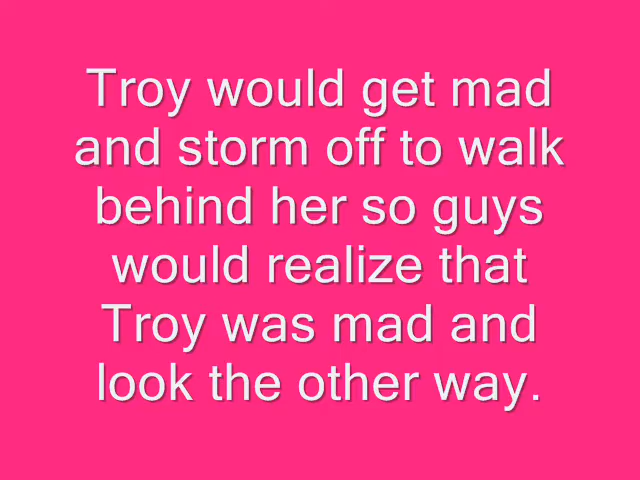 Troy would get mad
and storm off to walk
behind her so guys
would realize that
Troy was mad and
look the other way.